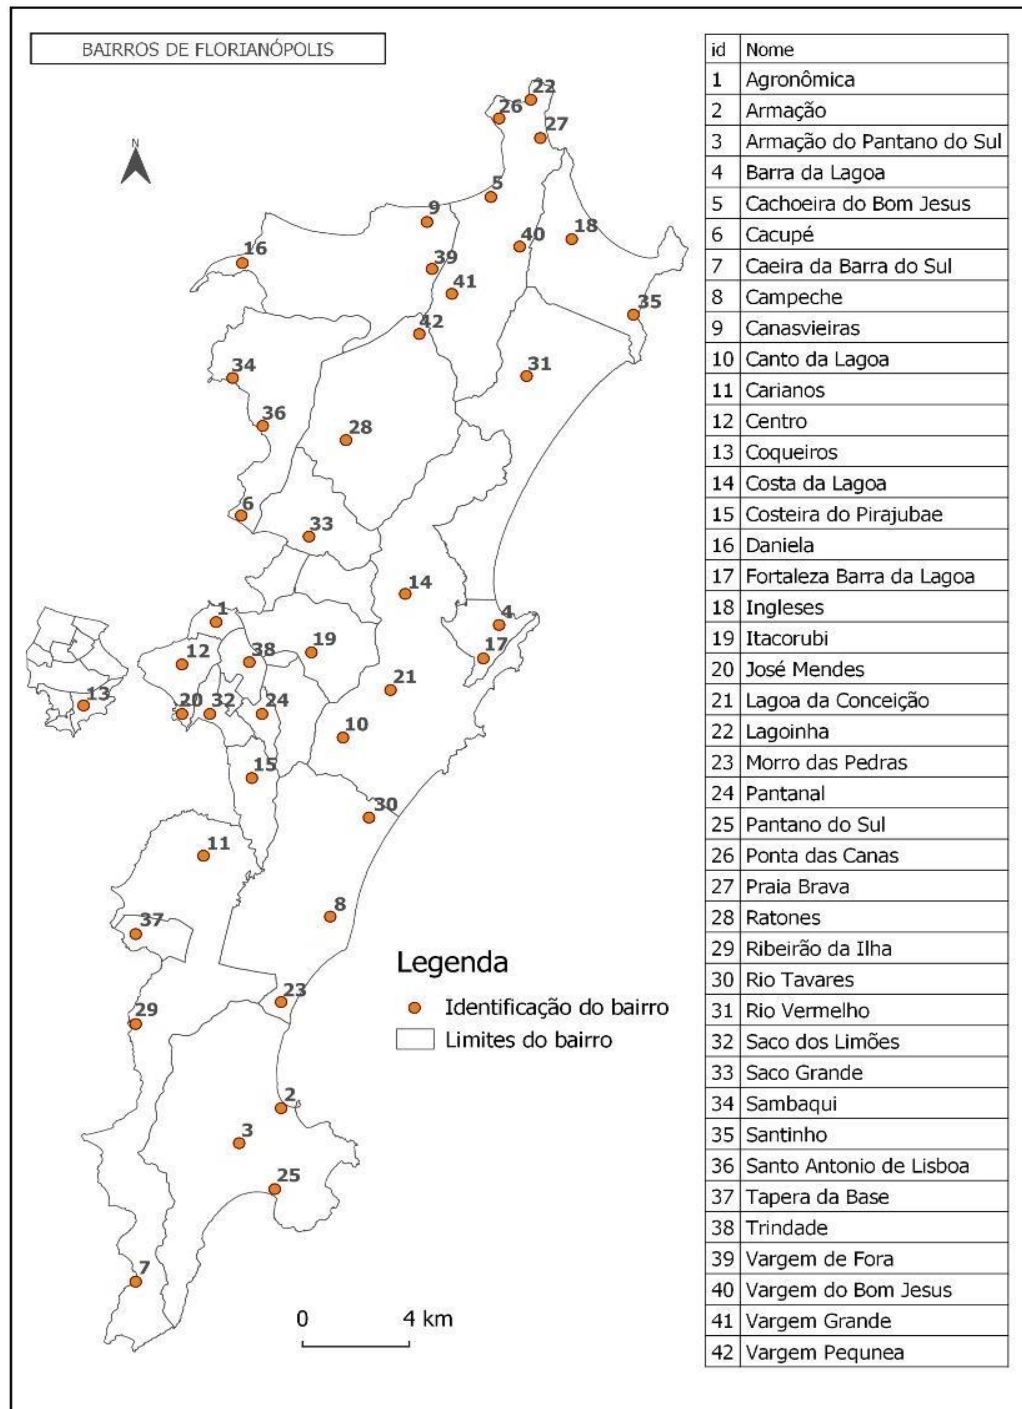 BAIRROS DE FLORIANÓPOLIS
N
22
26
27
5
9
40
18
16
39
41
35
42
34
31
36
28
6
33
14
1
4
12
38
19
17
13
20
32
24
21
10
15
30
11
8
37
23
29
2
3
25
7
Legenda
Identificação do bairro
Limites do bairro
0 4 km
id Nome
1 Agronômica
2 Armação
3 Armação do Pantano do Sul
4 Barra da Lagoa
5 Cachoeira do Bom Jesus
6 Cacupé
7 Caeira da Barra do Sul
8 Campeche
9 Canasvieiras
10 Canto da Lagoa
11 Carianos
12 Centro
13 Coqueiros
14 Costa da Lagoa
15 Costeira do Pirajubae
16 Daniela
17 Fortaleza Barra da Lagoa
18 Ingleses
19 Itacorubi
20 José Mendes
21 Lagoa da Conceição
22 Lagoinha
23 Morro das Pedras
24 Pantanal
25 Pantano do Sul
26 Ponta das Canas
27 Praia Brava
28 Ratones
29 Ribeirão da Ilha
30 Rio Tavares
31 Rio Vermelho
32 Saco dos Limões
33 Saco Grande
34 Sambaqui
35 Santinho
36 Santo Antonio de Lisboa
37 Tapera da Base
38 Trindade
39 Vargem de Fora
40 Vargem do Bom Jesus
41 Vargem Grande
42 Vargem Pequnea